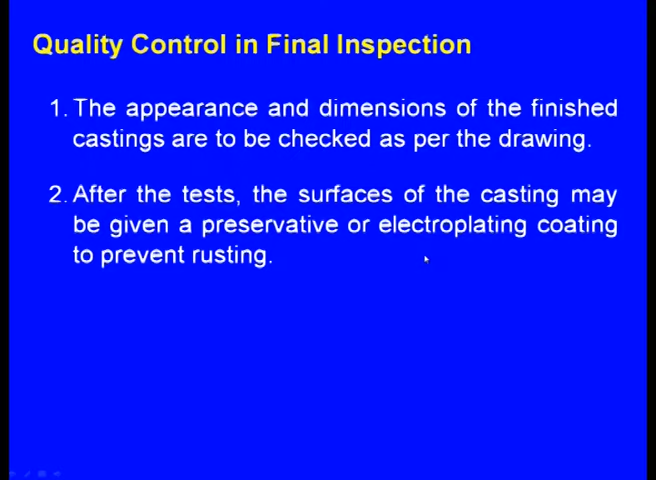 Quality Control in Final Inspection
1. The appearance and dimensions of the finished
castings are to be checked as per the drawing.
2. After the tests, the surfaces of the casting may
be given a preservative or electroplating coating
to prevent rusting.